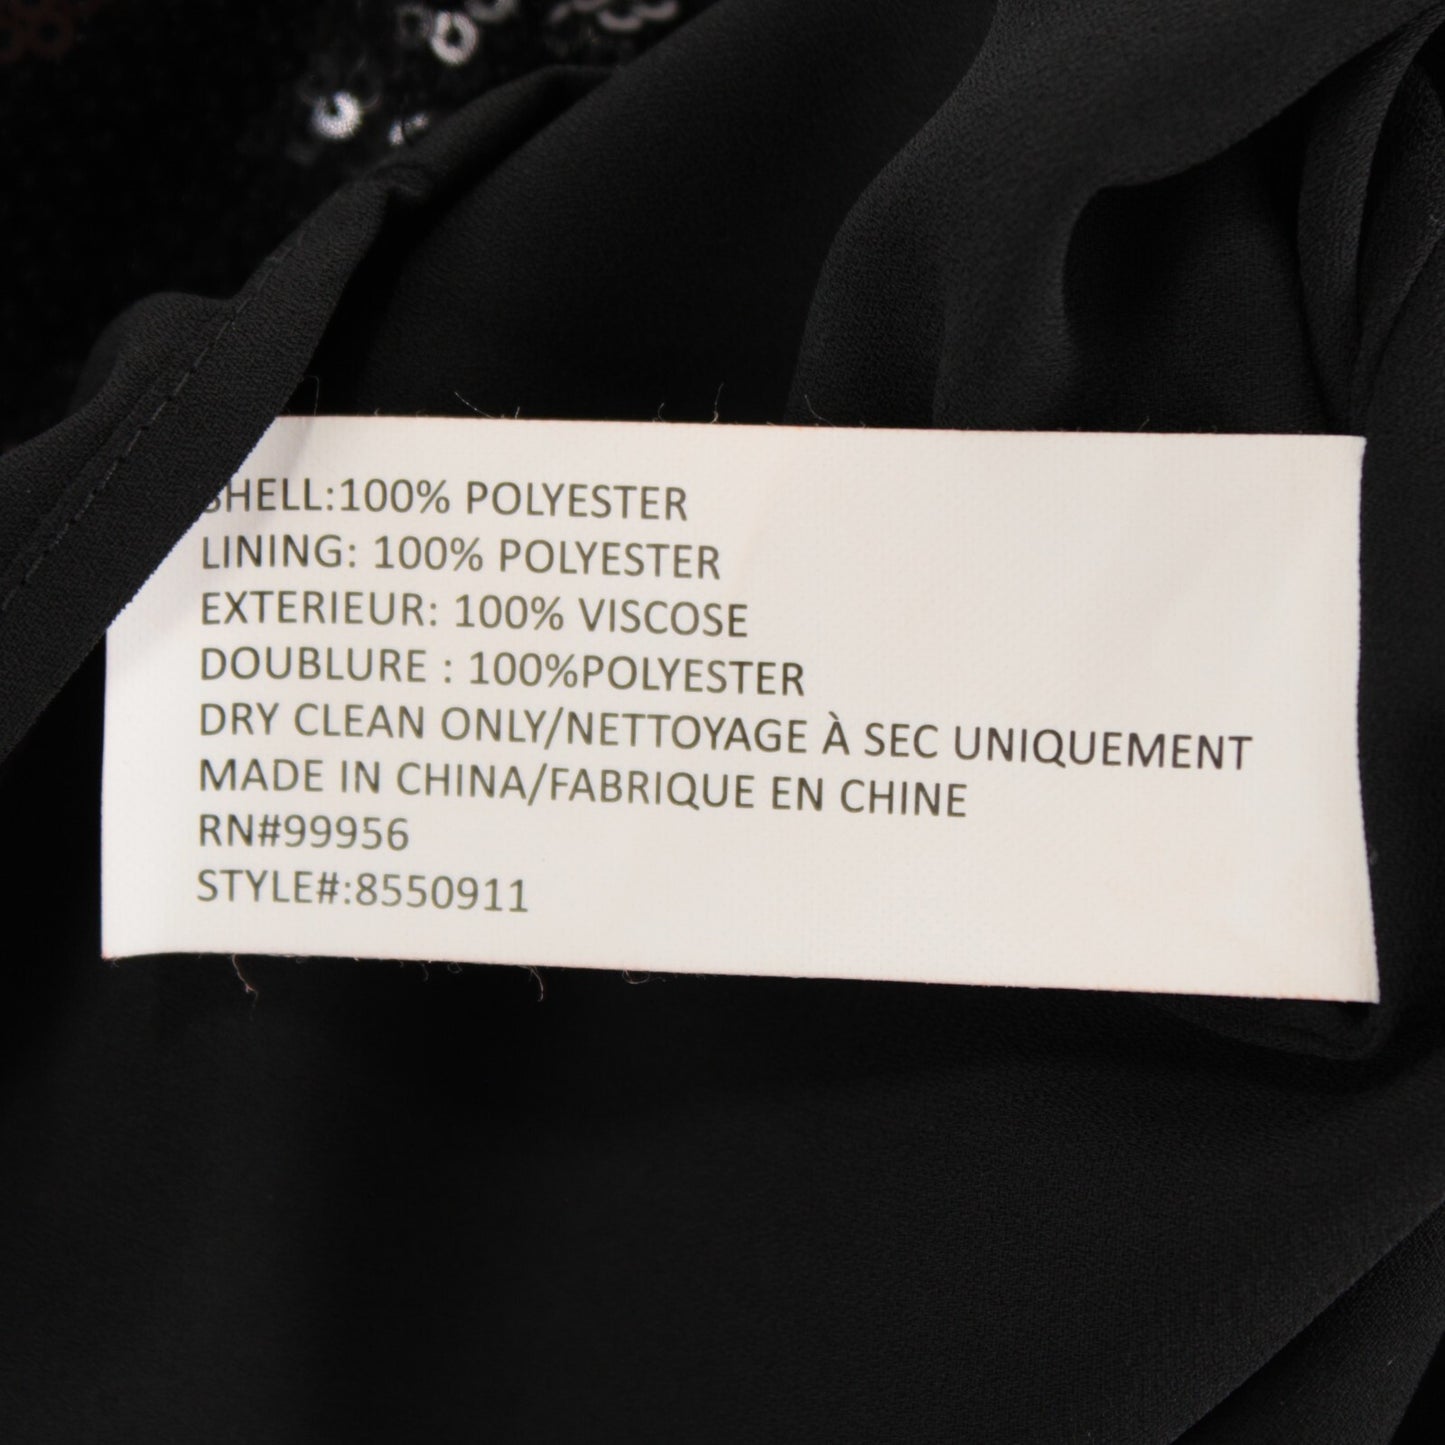 SHELL:100% POLYESTER
LINING: 100% POLYESTER
EXTERIEUR: 100% VISCOSE
DOUBLURE : 100%POLYESTER
DRY CLEAN ONLY/NETTOYAGE À SEC UNIQUEMENT
MADE IN CHINA/FABRIQUE EN CHINE
RN#99956
STYLE#:8550911